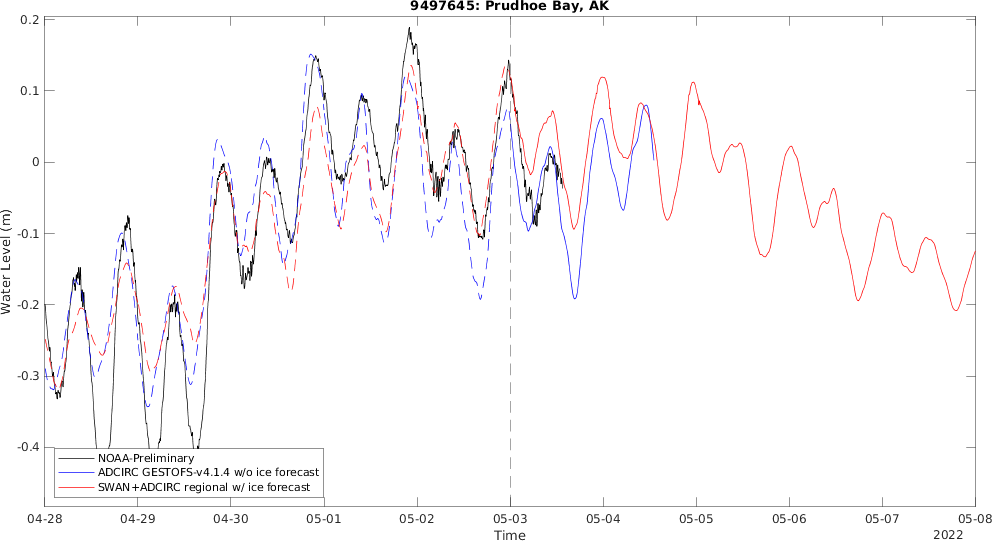 9497645: Prudhoe Bay, AK
Water Level (m)
0.2
0.1
0
-0.1
-0.2
-0.3
-0.4
NOAA-Preliminary
ADCIRC GESTOFS-v4.1.4 w/o ice forecast
SWAN+ADCIRC regional w/ ice forecast
04-28 04-29 04-30 05-01 05-02 05-03 05-04 05-05 05-06 05-07 05-08
Time
2022